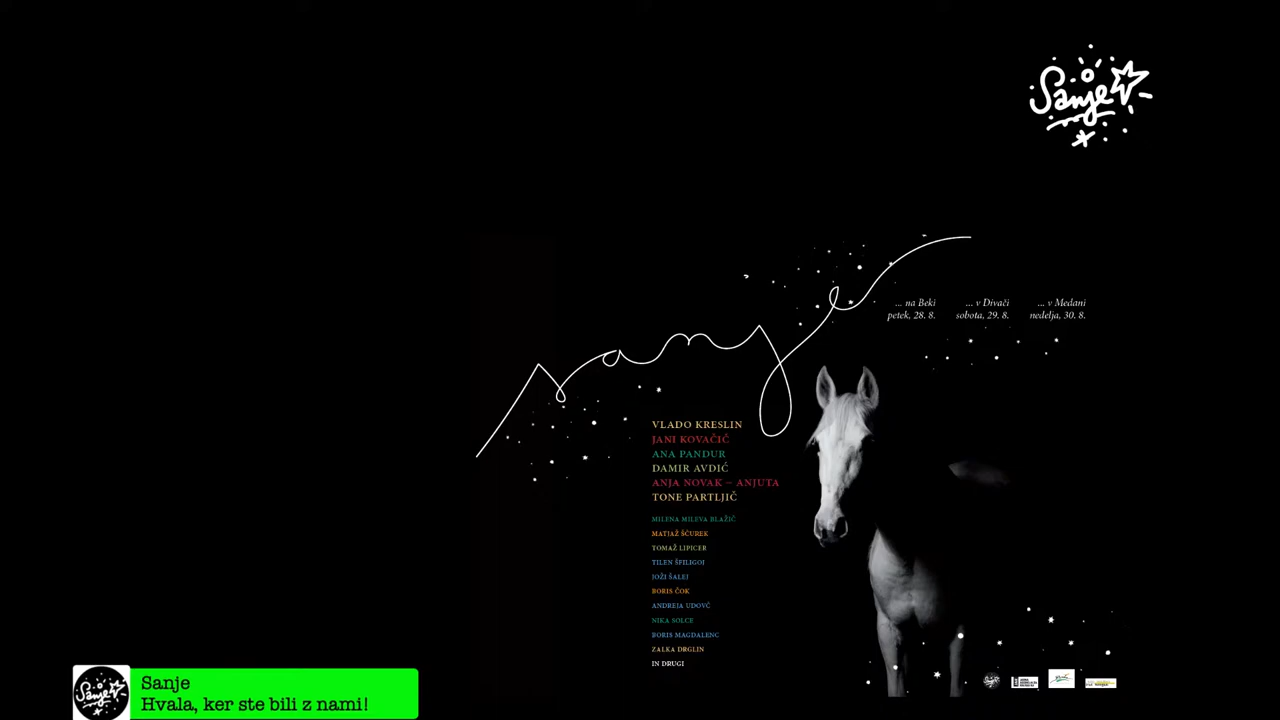 Sanje
sanje
... na Beki
petek, 28. 8.
... v Divači
sobota, 29. 8.
... v Medani
nedelja, 30. 8.
VLADO KRESLIN
JANI KOVAČIČ
ANA PANDUR
DAMIR AVDIĆ
ANJA NOVAK – ANJUTA
TONE PARTLJIČ
MILENA MILEVA BLAŽIČ
MATJAŽ ŠČUREK
TOMAŽ LIPICER
TILEN ŠFILIGOJ
JOŽI ŠALEJ
BORIS ČOK
ANDREJA UDOVČ
NIKA SOLCE
BORIS MAGDALENC
ZALKA DRGLIN
IN DRUGI
Sanje
Sanje
Hvala, ker ste bili z nami!